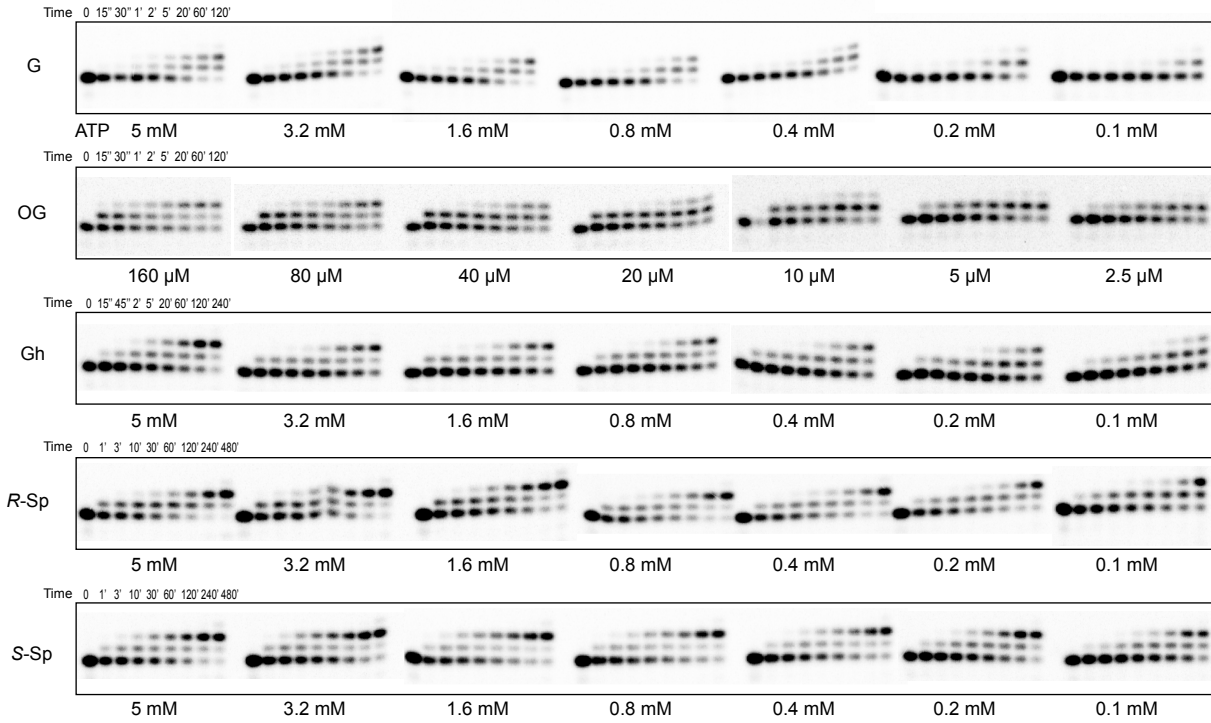 Time 0 15" 30" 1' 2' 5' 20' 60' 120'
G
ATP 5 mM 3.2 mM 1.6 mM 0.8 mM 0.4 mM 0.2 mM 0.1 mM
Time 0 15" 30" 1' 2' 5' 20' 60' 120'
OG
160 µM 80 µM 40 µM 20 µM 10 µM 5 µM 2.5 µM
Time 0 15" 45" 2' 5' 20' 60' 120' 240'
Gh
5 mM 3.2 mM 1.6 mM 0.8 mM 0.4 mM 0.2 mM 0.1 mM
Time 0 1' 3' 10' 30' 60' 120' 240' 480'
R-Sp
5 mM 3.2 mM 1.6 mM 0.8 mM 0.4 mM 0.2 mM 0.1 mM
Time 0 1' 3' 10' 30' 60' 120' 240' 480'
S-Sp
5 mM 3.2 mM 1.6 mM 0.8 mM 0.4 mM 0.2 mM 0.1 mM